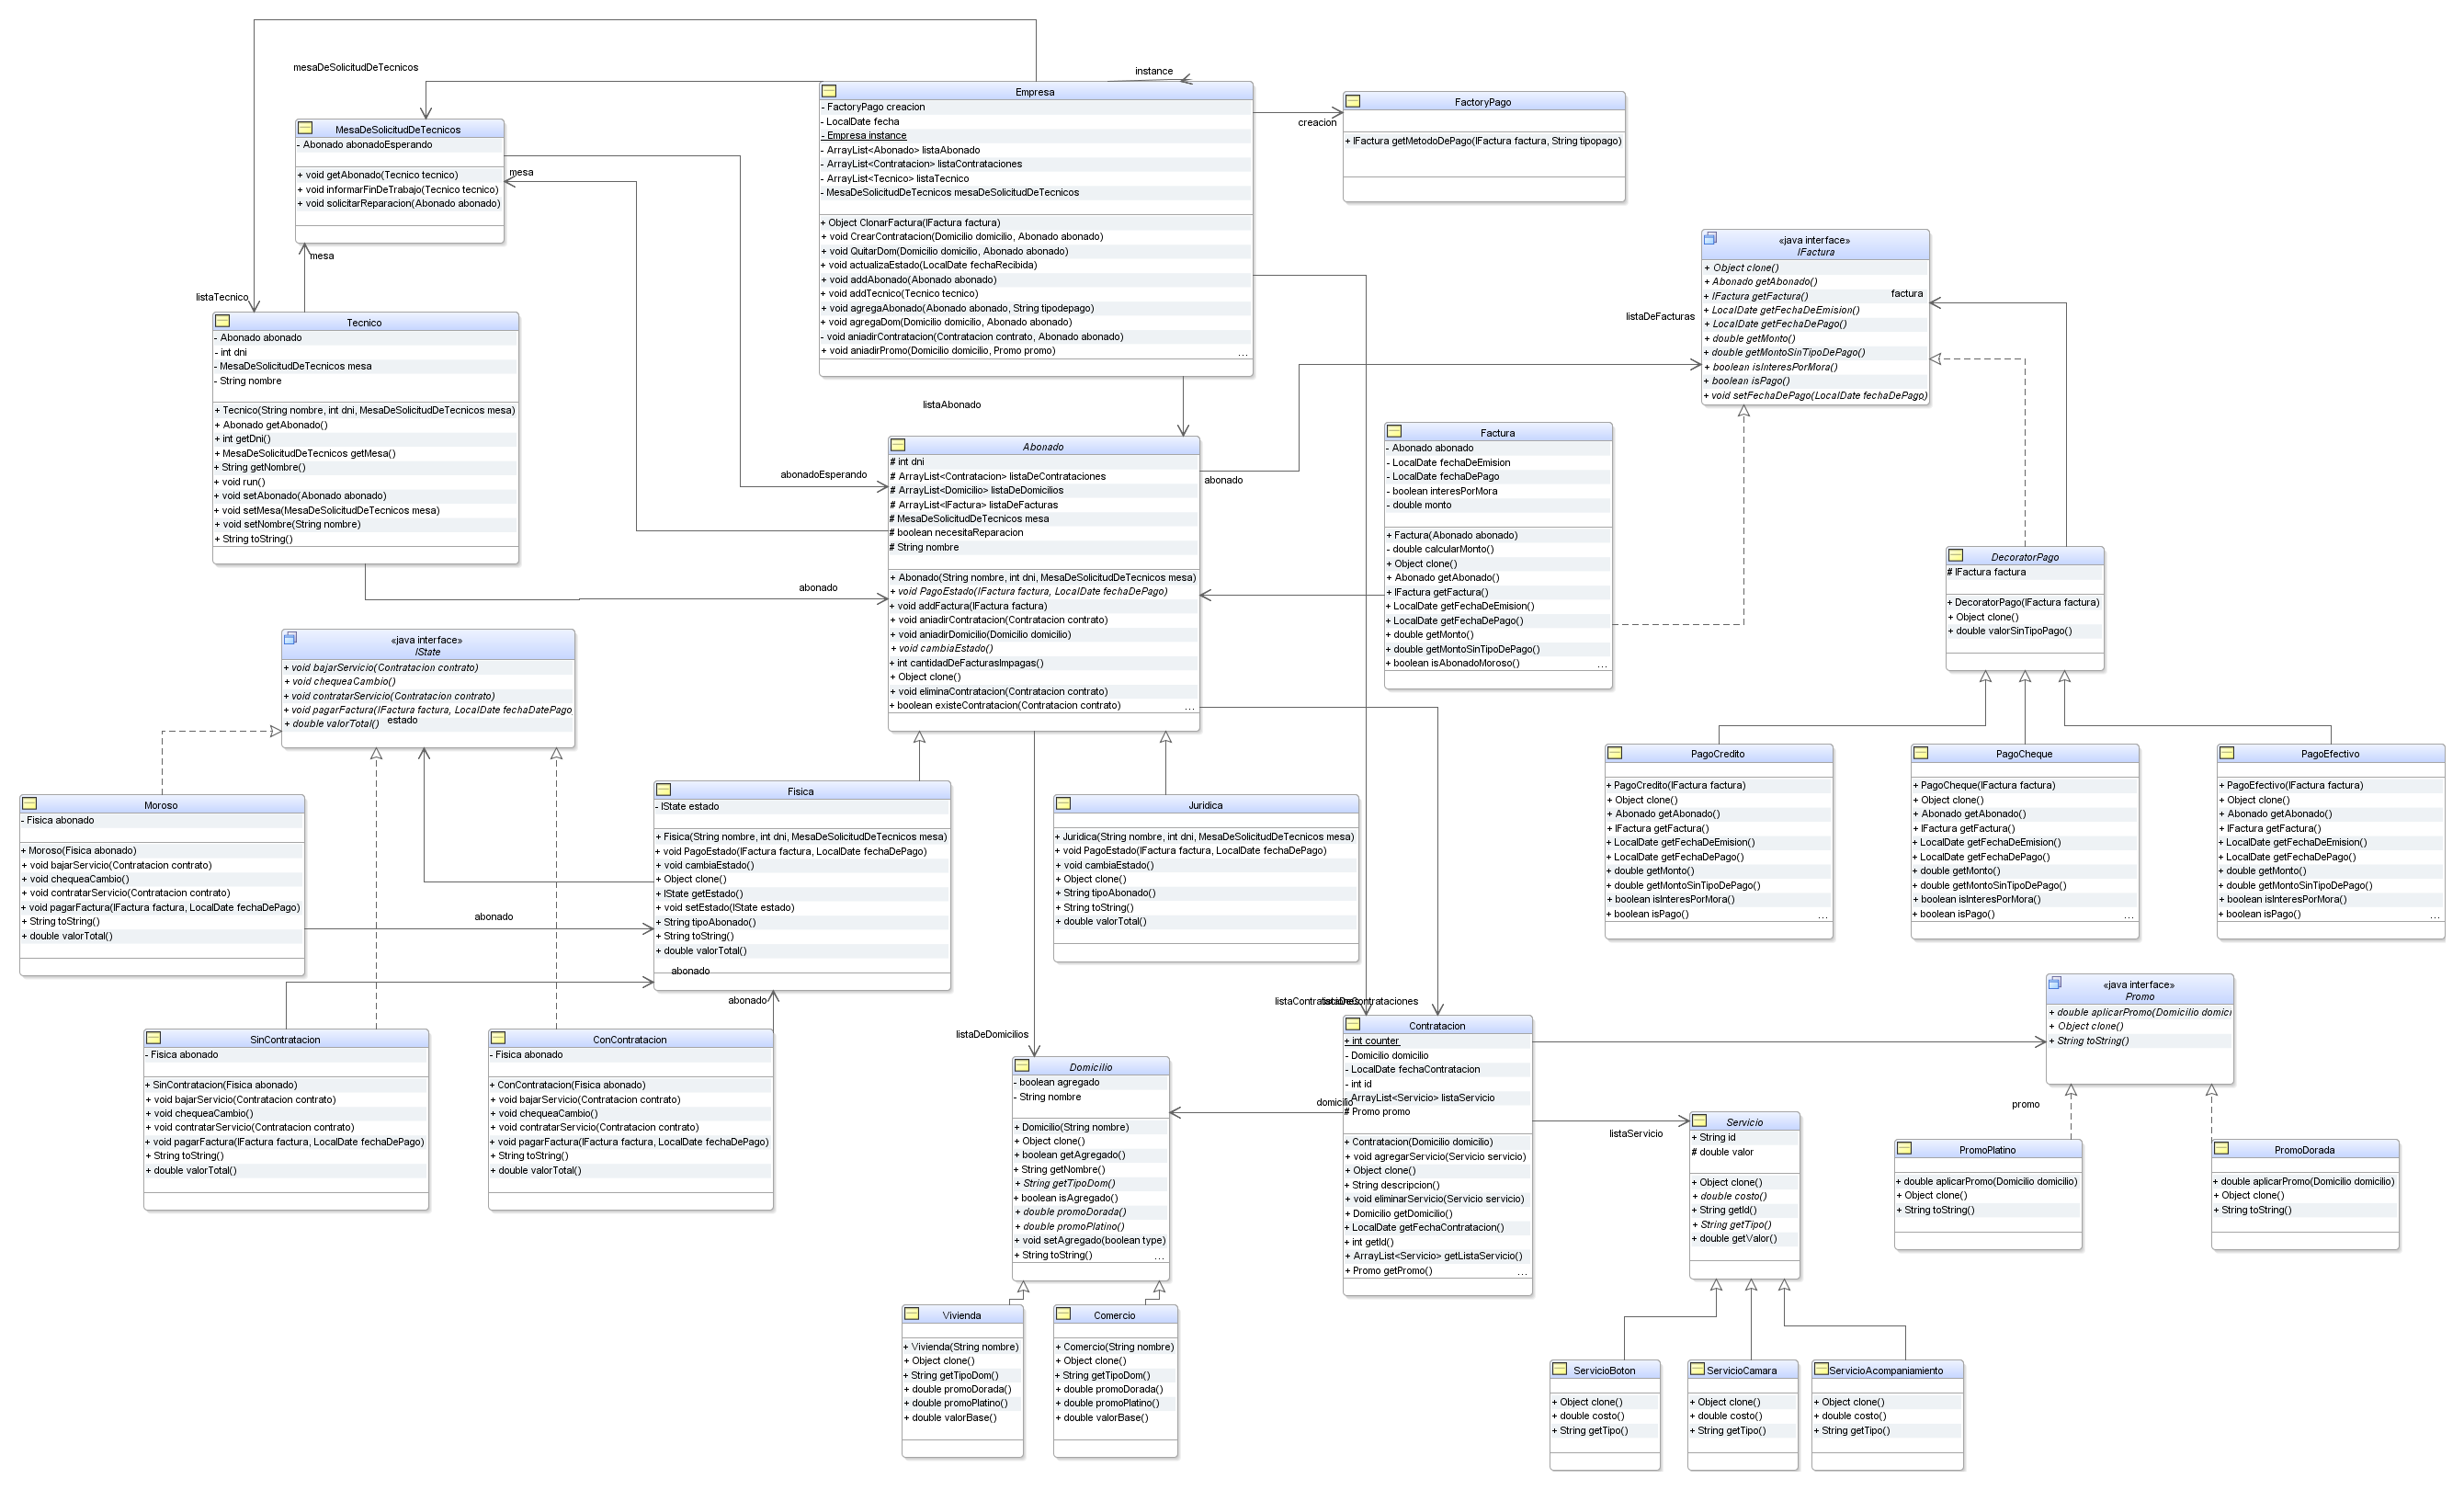 mesaDeSolicitudDeTecnicos
instance
Empresa
- FactoryPago creacion
- LocalDate fecha
- Empresa instance
- ArrayList<Abonado> listaAbonado
- ArrayList<Contratacion> listaContrataciones
- ArrayList<Tecnico> listaTecnico
- MesaDeSolicitudDeTecnicos mesaDeSolicitudDeTecnicos
+ Object ClonarFactura(IFactura factura)
+ void CrearContratacion(Domicilio domicilio, Abonado abonado)
+ void QuitarDom(Domicilio domicilio, Abonado abonado)
+ void actualizaEstado(LocalDate fechaRecibida)
+ void addAbonado(Abonado abonado)
+ void addTecnico(Tecnico tecnico)
+ void agregaAbonado(Abonado abonado, String tipodepago)
+ void agregaDom(Domicilio domicilio, Abonado abonado)
- void aniadirContratacion(Contratacion contrato, Abonado abonado)
+ void aniadirPromo(Domicilio domicilio, Promo promo)
...
creacion
FactoryPago
+ IFactura getMetodoDePago(IFactura factura, String tipopago)
MesaDeSolicitudDeTecnicos
- Abonado abonadoEsperando
+ void getAbonado(Tecnico tecnico)
+ void informarFinDeTrabajo(Tecnico tecnico)
+ void solicitarReparacion(Abonado abonado)
mesa
mesa
listaTecnico
Tecnico
- Abonado abonado
- int dni
- MesaDeSolicitudDeTecnicos mesa
- String nombre
+ Tecnico(String nombre, int dni, MesaDeSolicitudDeTecnicos mesa)
+ Abonado getAbonado()
+ int getDni()
+ MesaDeSolicitudDeTecnicos getMesa()
+ String getNombre()
+ void run()
+ void setAbonado(Abonado abonado)
+ void setMesa(MesaDeSolicitudDeTecnicos mesa)
+ void setNombre(String nombre)
+ String toString()
«java interface»
IFactura
+ Object clone()
+ Abonado getAbonado()
+ IFactura getFactura()
+ LocalDate getFechaDeEmision()
+ LocalDate getFechaDePago()
+ double getMonto()
+ double getMontoSinTipoDePago()
+ boolean isInteresPorMora()
+ boolean isPago()
+ void setFechaDePago(LocalDate fechaDePago)
factura
listaDeFacturas
listaAbonado
abonadoEsperando
abonado
abonado
Abonado
# int dni
# ArrayList<Contratacion> listaDeContrataciones
# ArrayList<Domicilio> listaDeDomicilios
# ArrayList<IFactura> listaDeFacturas
# MesaDeSolicitudDeTecnicos mesa
# boolean necesitaReparacion
# String nombre
+ Abonado(String nombre, int dni, MesaDeSolicitudDeTecnicos mesa)
+ void PagoEstado(IFactura factura, LocalDate fechaDePago)
+ void addFactura(IFactura factura)
+ void aniadirContratacion(Contratacion contrato)
+ void aniadirDomicilio(Domicilio domicilio)
+ void cambiaEstado()
+ int cantidadDeFacturasImpagas()
+ Object clone()
+ void eliminaContratacion(Contratacion contrato)
+ boolean existeContratacion(Contratacion contrato)
...
Factura
- Abonado abonado
- LocalDate fechaDeEmision
- LocalDate fechaDePago
- boolean interesPorMora
- double monto
+ Factura(Abonado abonado)
- double calcularMonto()
+ Object clone()
+ Abonado getAbonado()
+ IFactura getFactura()
+ LocalDate getFechaDeEmision()
+ LocalDate getFechaDePago()
+ double getMonto()
+ double getMontoSinTipoDePago()
+ boolean isAbonadoMoroso()
...
DecoratorPago
# IFactura factura
+ DecoratorPago(IFactura factura)
+ Object clone()
+ double valorSinTipoPago()
«java interface»
IState
+ void bajarServicio(Contratacion contrato)
+ void chequeaCambio()
+ void contratarServicio(Contratacion contrato)
+ void pagarFactura(IFactura factura, LocalDate fechaDatePago
+ double valorTotal()
estado
PagoCredito
+ PagoCredito(IFactura factura)
+ Object clone()
+ Abonado getAbonado()
+ IFactura getFactura()
+ LocalDate getFechaDeEmision()
+ LocalDate getFechaDePago()
+ double getMonto()
+ double getMontoSinTipoDePago()
+ boolean isInteresPorMora()
+ boolean isPago()
...
PagoCheque
+ PagoCheque(IFactura factura)
+ Object clone()
+ Abonado getAbonado()
+ IFactura getFactura()
+ LocalDate getFechaDeEmision()
+ LocalDate getFechaDePago()
+ double getMonto()
+ double getMontoSinTipoDePago()
+ boolean isInteresPorMora()
+ boolean isPago()
...
PagoEfectivo
+ PagoEfectivo(IFactura factura)
+ Object clone()
+ Abonado getAbonado()
+ IFactura getFactura()
+ LocalDate getFechaDeEmision()
+ LocalDate getFechaDePago()
+ double getMonto()
+ double getMontoSinTipoDePago()
+ boolean isInteresPorMora()
+ boolean isPago()
...
Moroso
- Fisica abonado
+ Moroso(Fisica abonado)
+ void bajarServicio(Contratacion contrato)
+ void chequeaCambio()
+ void contratarServicio(Contratacion contrato)
+ void pagarFactura(IFactura factura, LocalDate fechaDePago)
+ String toString()
+ double valorTotal()
abonado
Fisica
- IState estado
+ Fisica(String nombre, int dni, MesaDeSolicitudDeTecnicos mesa)
+ void PagoEstado(IFactura factura, LocalDate fechaDePago)
+ void cambiaEstado()
+ Object clone()
+ IState getEstado()
+ void setEstado(IState estado)
+ String tipoAbonado()
+ String toString()
+ double valorTotal()
abonado
abonado
Juridica
+ Juridica(String nombre, int dni, MesaDeSolicitudDeTecnicos mesa)
+ void PagoEstado(IFactura factura, LocalDate fechaDePago)
+ void cambiaEstado()
+ Object clone()
+ String tipoAbonado()
+ String toString()
+ double valorTotal()
SinContratacion
- Fisica abonado
+ SinContratacion(Fisica abonado)
+ void bajarServicio(Contratacion contrato)
+ void chequeaCambio()
+ void contratarServicio(Contratacion contrato)
+ void pagarFactura(IFactura factura, LocalDate fechaDePago)
+ String toString()
+ double valorTotal()
ConContratacion
- Fisica abonado
+ ConContratacion(Fisica abonado)
+ void bajarServicio(Contratacion contrato)
+ void chequeaCambio()
+ void contratarServicio(Contratacion contrato)
+ void pagarFactura(IFactura factura, LocalDate fechaDePago)
+ String toString()
+ double valorTotal()
listaDeDomicilios
Domicilio
- boolean agregado
- String nombre
+ Domicilio(String nombre)
+ Object clone()
+ boolean getAgregado()
+ String getNombre()
+ String getTipoDom()
+ boolean isAgregado()
+ double promoDorada()
+ double promoPlatino()
+ void setAgregado(boolean type)
+ String toString()
...
domicilio
Contratacion
+ int counter
- Domicilio domicilio
- LocalDate fechaContratacion
- int id
- ArrayList<Servicio> listaServicio
# Promo promo
+ Contratacion(Domicilio domicilio)
+ void agregarServicio(Servicio servicio)
+ Object clone()
+ String descripcion()
+ void eliminarServicio(Servicio servicio)
+ Domicilio getDomicilio()
+ LocalDate getFechaContratacion()
+ int getId()
+ ArrayList<Servicio> getListaServicio()
+ Promo getPromo()
...
listaServicio
Servicio
+ String id
# double valor
+ Object clone()
+ double costo()
+ String getId()
+ String getTipo()
+ double getValor()
«java interface»
Promo
+ double aplicarPromo(Domicilio domici
+ Object clone()
+ String toString()
promo
PromoPlatino
+ double aplicarPromo(Domicilio domicilio)
+ Object clone()
+ String toString()
PromoDorada
+ double aplicarPromo(Domicilio domicilio)
+ Object clone()
+ String toString()
Vivienda
+ Vivienda(String nombre)
+ Object clone()
+ String getTipoDom()
+ double promoDorada()
+ double promoPlatino()
+ double valorBase()
Comercio
+ Comercio(String nombre)
+ Object clone()
+ String getTipoDom()
+ double promoDorada()
+ double promoPlatino()
+ double valorBase()
ServicioBoton
+ Object clone()
+ double costo()
+ String getTipo()
ServicioCamara
+ Object clone()
+ double costo()
+ String getTipo()
ServicioAcompaniamiento
+ Object clone()
+ double costo()
+ String getTipo()